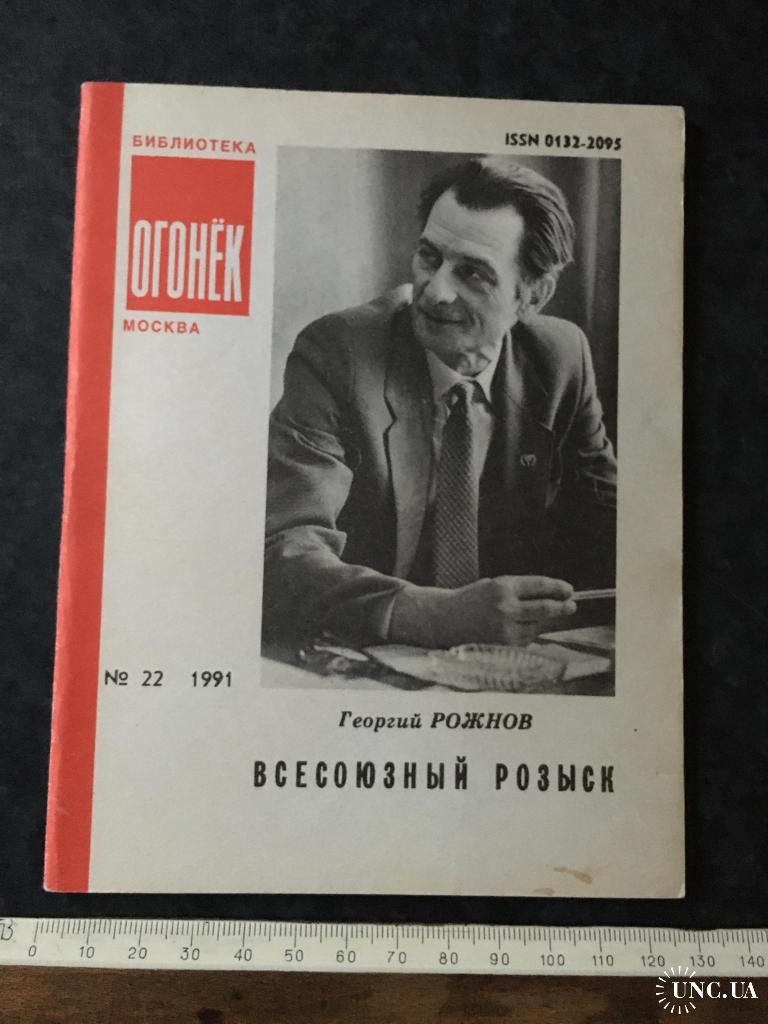 БИБЛИОТЕКА
ОГОНЁК
МОСКВА
ISSN 0132-2095
№ 22 1991
Георгий РОЖНОВ
ВСЕСОЮЗНЫЙ РОЗЫСК
0 10 20 30 40 50 60 70 80 90 100 110 120 130 140
UNC.UA